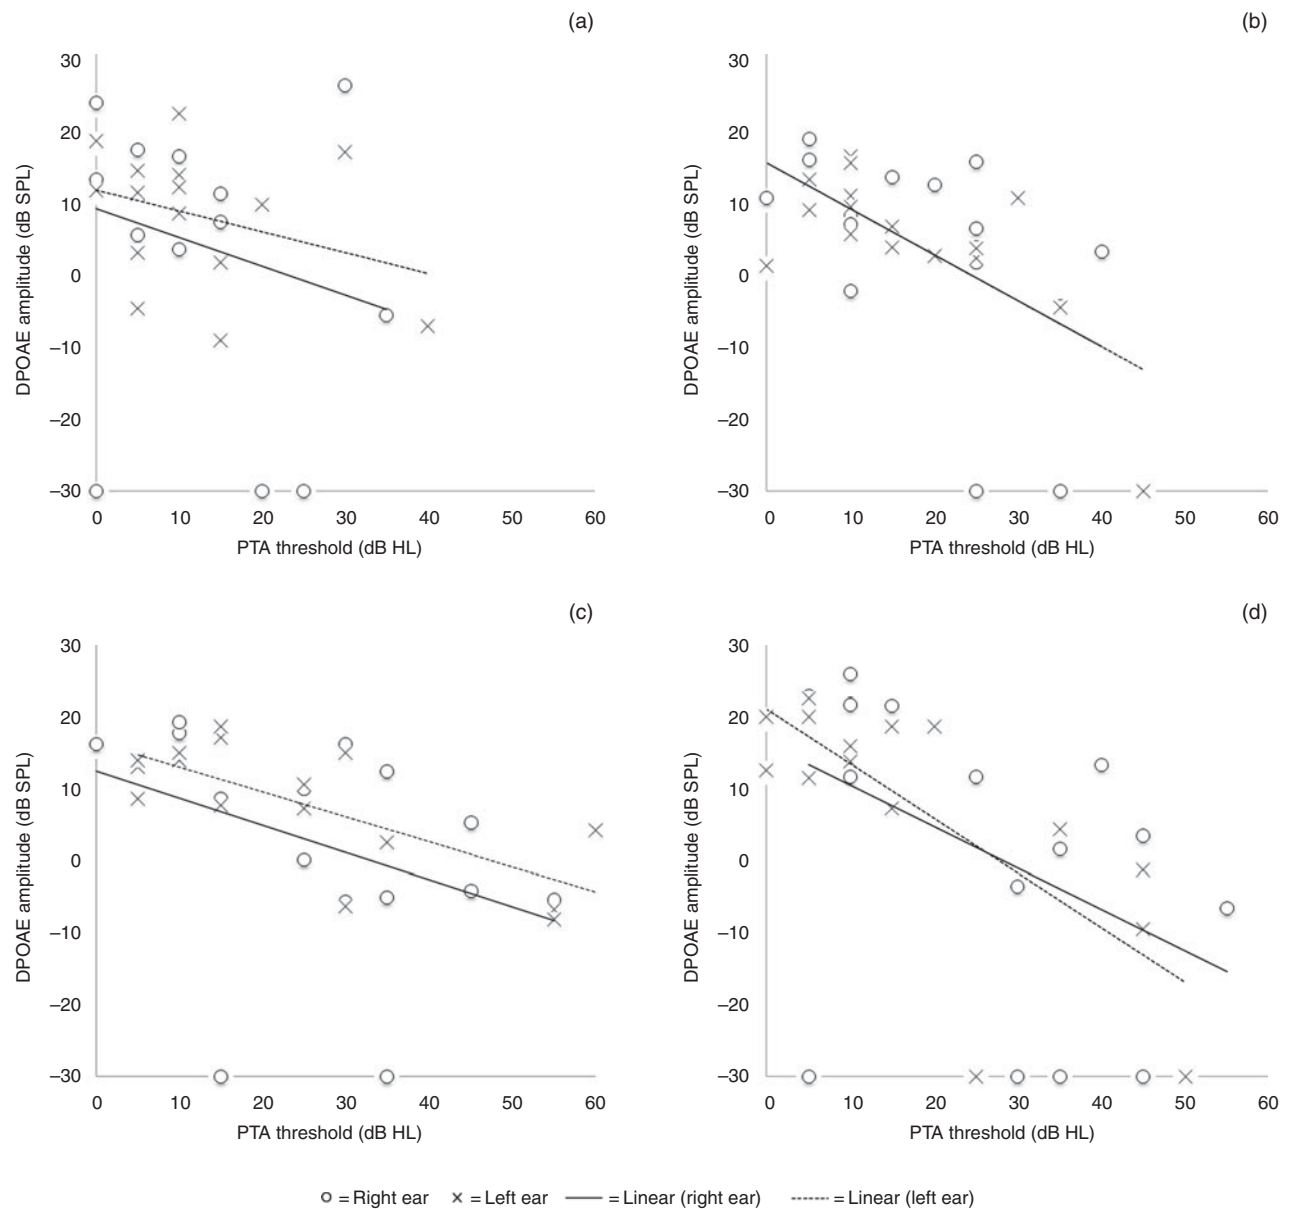 (a)
30
20
10
0
–10
–20
–30
DPOAE amplitude (dB SPL)
0 10 20 30 40 50 60
PTA threshold (dB HL)
(b)
30
20
10
0
–10
–20
–30
DPOAE amplitude (dB SPL)
0 10 20 30 40 50 60
PTA threshold (dB HL)
(c)
30
20
10
0
–10
–20
–30
DPOAE amplitude (dB SPL)
0 10 20 30 40 50 60
PTA threshold (dB HL)
(d)
30
20
10
0
–10
–20
–30
DPOAE amplitude (dB SPL)
0 10 20 30 40 50 60
PTA threshold (dB HL)
= Right ear = Left ear = Linear (right ear) = Linear (left ear)